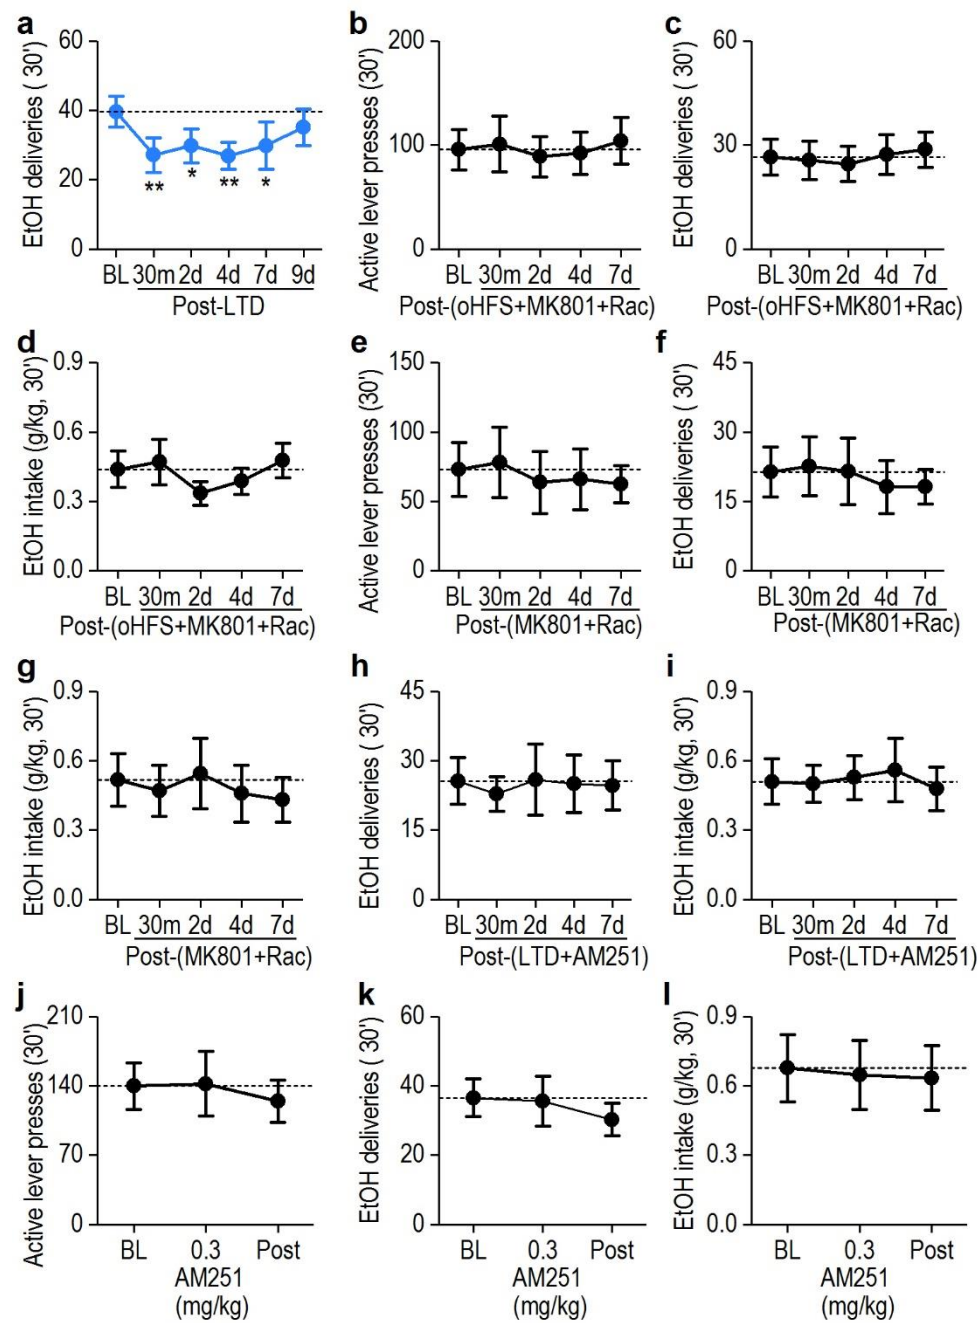 a
EtOH deliveries ( 30')
60
40
20
0
**
*
**
*
BL 30m 2d 4d 7d 9d
Post-LTD
b
Active lever presses (30')
200
100
0
BL 30m 2d 4d 7d
Post-(oHFS+MK801+Rac)
c
EtOH deliveries ( 30')
60
30
0
BL 30m 2d 4d 7d
Post-(oHFS+MK801+Rac)
d
EtOH intake (g/kg, 30')
0.9
0.6
0.3
0.0
BL 30m 2d 4d 7d
Post-(oHFS+MK801+Rac)
e
Active lever presses (30')
150
100
50
0
BL 30m 2d 4d 7d
Post-(MK801+Rac)
f
EtOH deliveries ( 30')
45
30
15
0
BL 30m 2d 4d 7d
Post-(MK801+Rac)
g
EtOH intake (g/kg, 30')
0.9
0.6
0.3
0.0
BL 30m 2d 4d 7d
Post-(MK801+Rac)
h
EtOH deliveries ( 30')
45
30
15
0
BL 30m 2d 4d 7d
Post-(LTD+AM251)
i
EtOH intake (g/kg, 30')
0.9
0.6
0.3
0.0
BL 30m 2d 4d 7d
Post-(LTD+AM251)
j
Active lever presses (30')
210
140
70
0
BL 0.3 Post
AM251
(mg/kg)
k
EtOH deliveries ( 30')
60
40
20
0
BL 0.3 Post
AM251
(mg/kg)
l
EtOH intake (g/kg, 30')
0.9
0.6
0.3
0.0
BL 0.3 Post
AM251
(mg/kg)